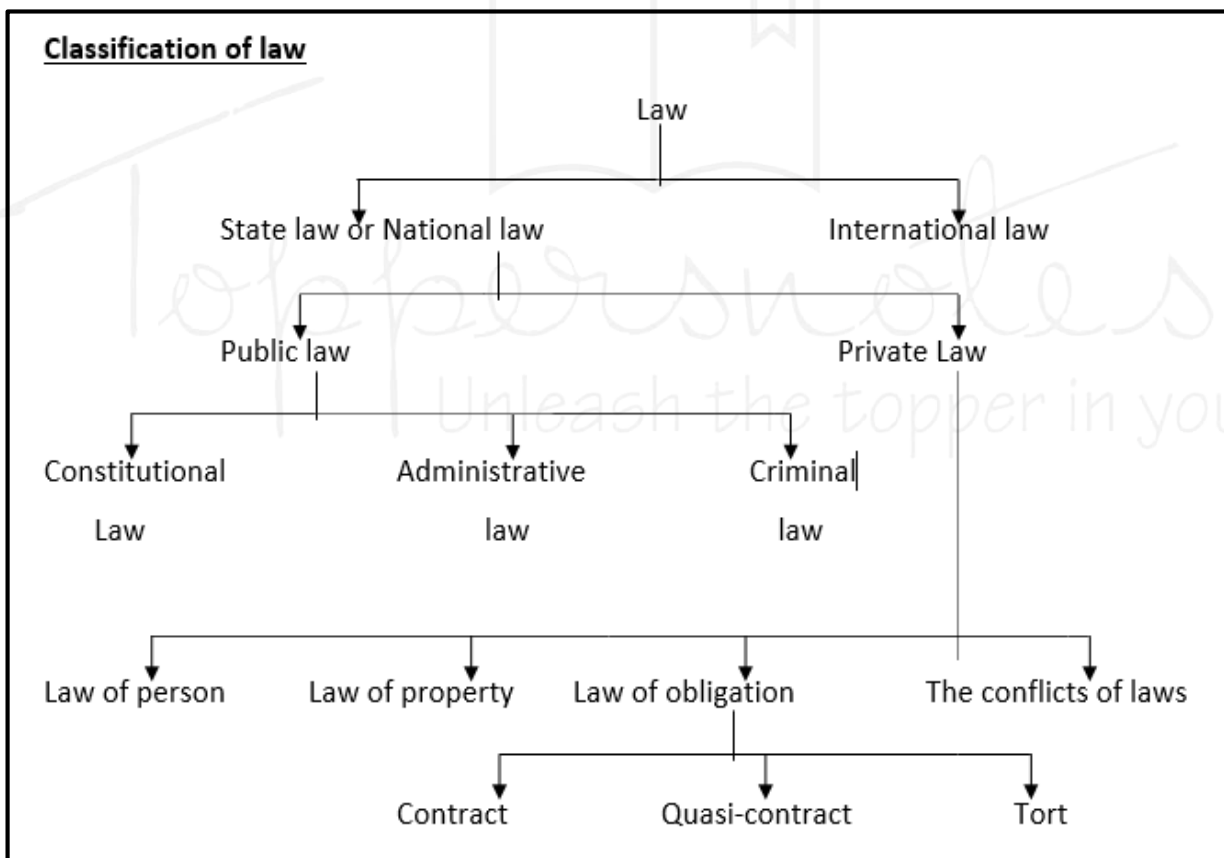 Classification of law
Law
State law or National law International law
Public law Private Law
Constitutional Administrative Criminal
Law law law
Law of person Law of property Law of obligation The conflicts of laws
Contract Quasi-contract Tort
Toppersnotes
Unleash the topper in you